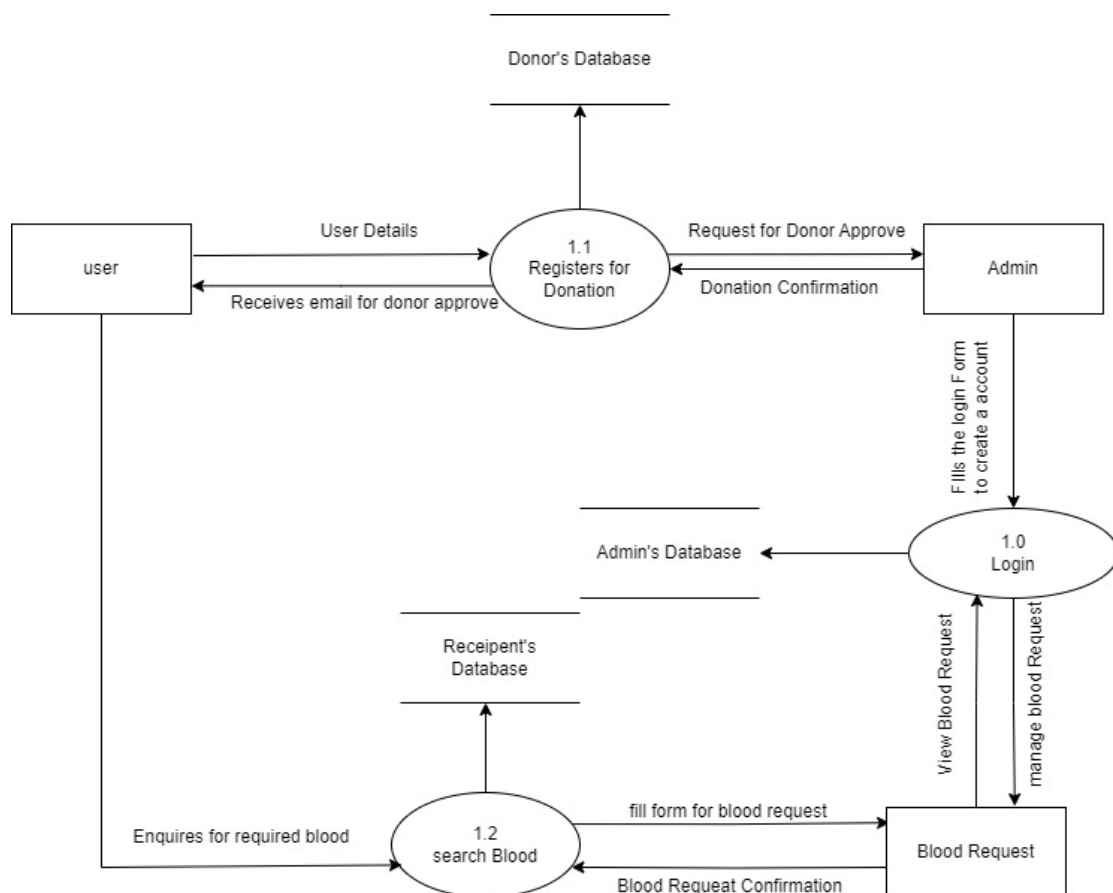 Donor's Database
User Details
1.1
Registers for
Donation
Request for Donor Approve
user
Admin
Receives email for donor approve
Donation Confirmation
FIlls the login Form
to create a account
1.0
Login
Admin's Database
Receipent's
Database
View Blood Request
manage blood Request
Enquires for required blood
1.2
search Blood
fill form for blood request
Blood Request
Blood Requeat Confirmation